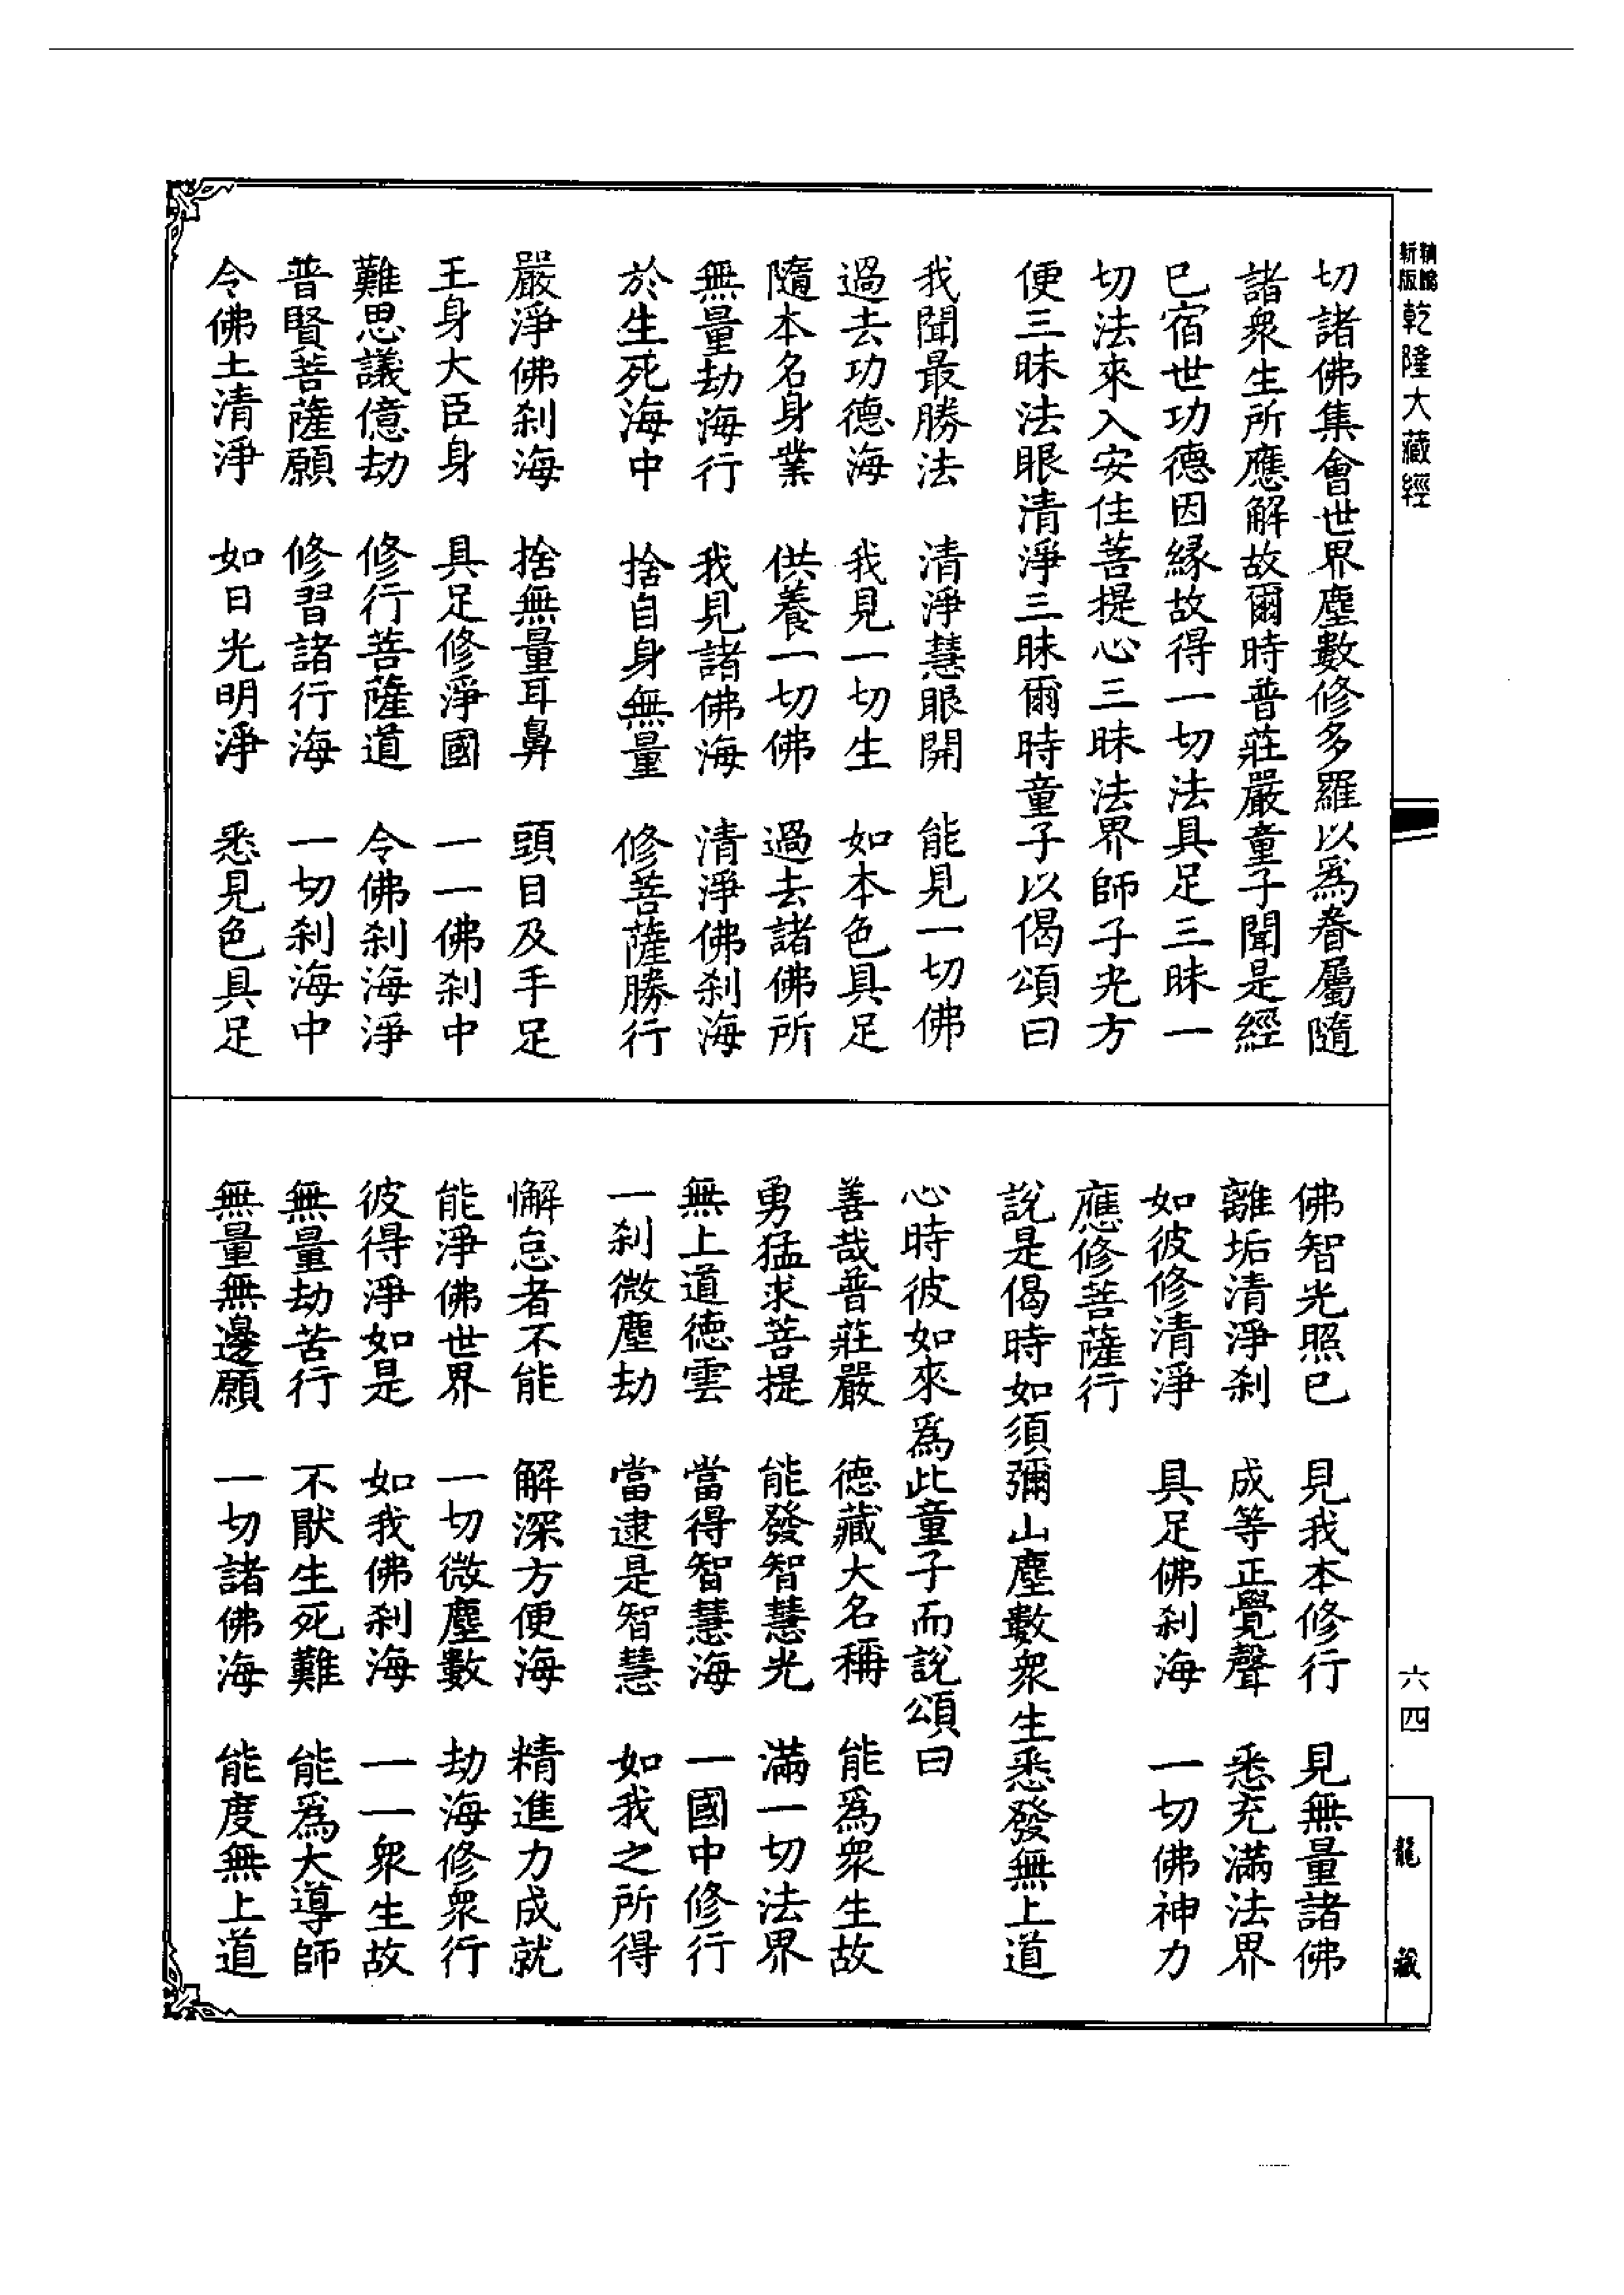 新版 精編 乾隆大藏經
切諸佛集會世界塵數修多羅以為眷屬隨
諸衆生所應解故爾時普莊嚴童子聞是經
已宿世功德因緣故得一切法具足三昧一
切法來入安住菩提心三昧法界師子光方
便三昧法眼清淨三昧爾時童子以偈頌曰
我聞最勝法 清淨慧眼開 能見一切佛
過去功德海 我見一切生 如本色具足
隨本名身業 供養一切佛 過去諸佛所
無量劫海行 我見諸佛海 清淨佛刹海
於生死海中 捨自身無量 修菩薩勝行
嚴淨佛刹海 捨無量耳鼻 頭目及手足
王身大臣身 具足修淨國 一一佛刹中
難思議億劫 修行菩薩道 令佛刹海淨
普賢菩薩願 修習諸行海 一切刹海中
令佛土清淨 如日光明淨 悉見色具足
佛智光照已 見我本修行 見無量諸佛
離垢清淨刹 成等正覺聲 悉充滿法界
如彼修清淨 具足佛刹海 一切佛神力
應修菩薩行
說是偈時如須彌山塵數衆生悉發無上道
心時彼如來為此童子而說頌曰
善哉普莊嚴 德藏大名稱 能為衆生故
勇猛求菩提 能發智慧光 滿一切法界
無上道德雲 當得智慧海 一國中修行
一刹微塵劫 當逮是智慧 如我之所得
懈怠者不能 解深方便海 精進力成就
能淨佛世界 一切微塵數 劫海修衆行
彼得淨如是 如我佛刹海 一一衆生故
無量劫苦行 不厭生死難 能為大導師
無量無邊願 一切諸佛海 能度無上道
六四
龍藏